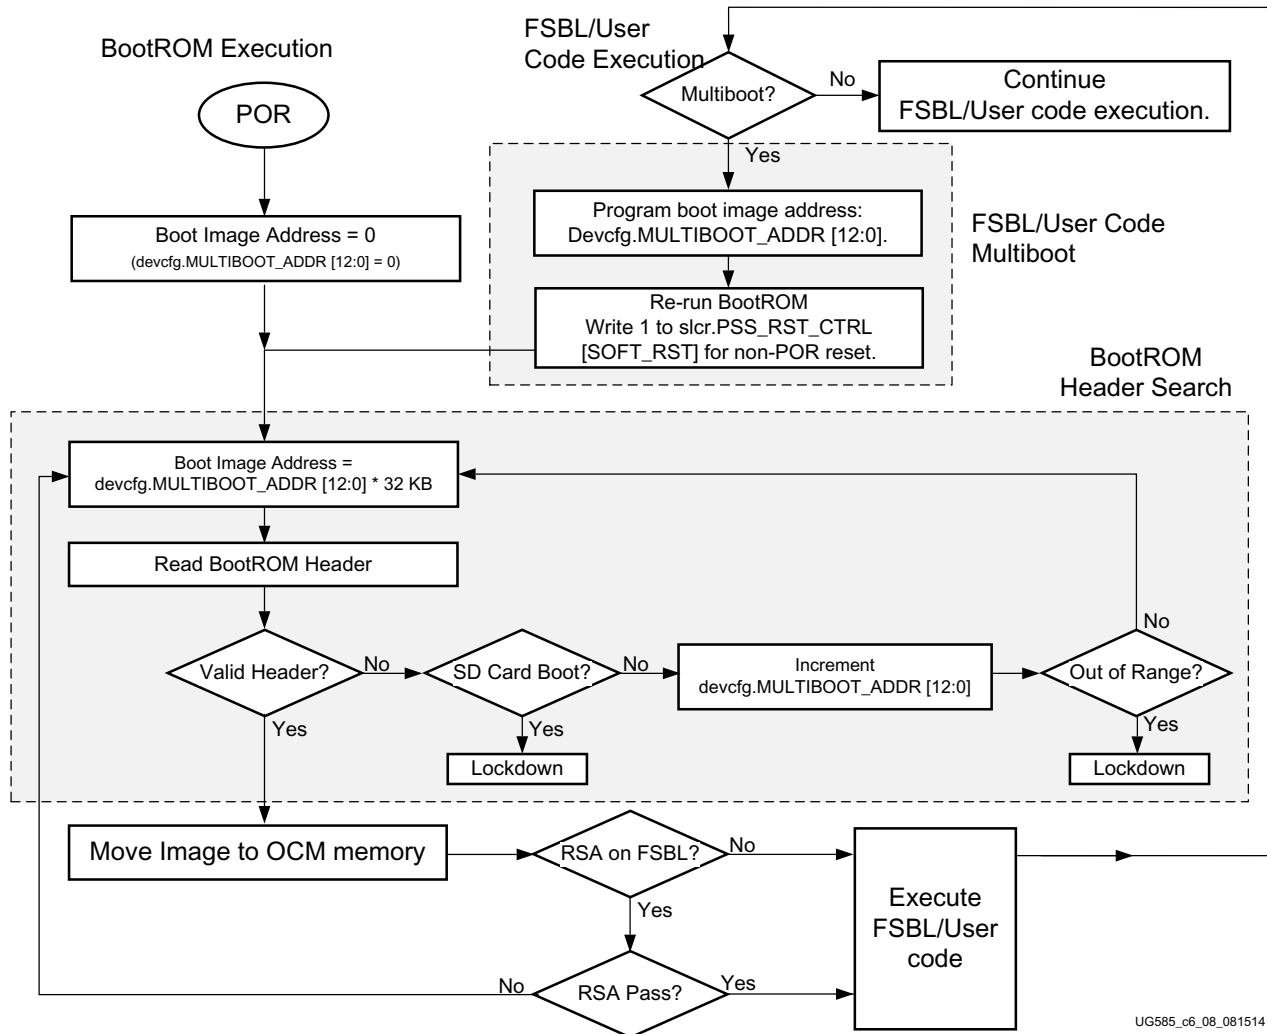 BootROM Execution
POR
Boot Image Address = 0
(devcfg.MULTIBOOT_ADDR [12:0] = 0)
FSBL/User
Code Execution
Multiboot?
No
Continue
FSBL/User code execution.
Yes
Program boot image address:
Devcfg.MULTIBOOT_ADDR [12:0].
Re-run BootROM
Write 1 to slcr.PSS_RST_CTRL
[SOFT_RST] for non-POR reset.
FSBL/User Code
Multiboot
BootROM
Header Search
Boot Image Address =
devcfg.MULTIBOOT_ADDR [12:0] * 32 KB
Read BootROM Header
Valid Header?
No
SD Card Boot?
No
Increment
devcfg.MULTIBOOT_ADDR [12:0]
Out of Range?
No
Yes
Yes
Yes
Lockdown
Lockdown
Move Image to OCM memory
RSA on FSBL?
No
Yes
RSA Pass?
No
Yes
Execute
FSBL/User
code
UG585_c6_08_081514